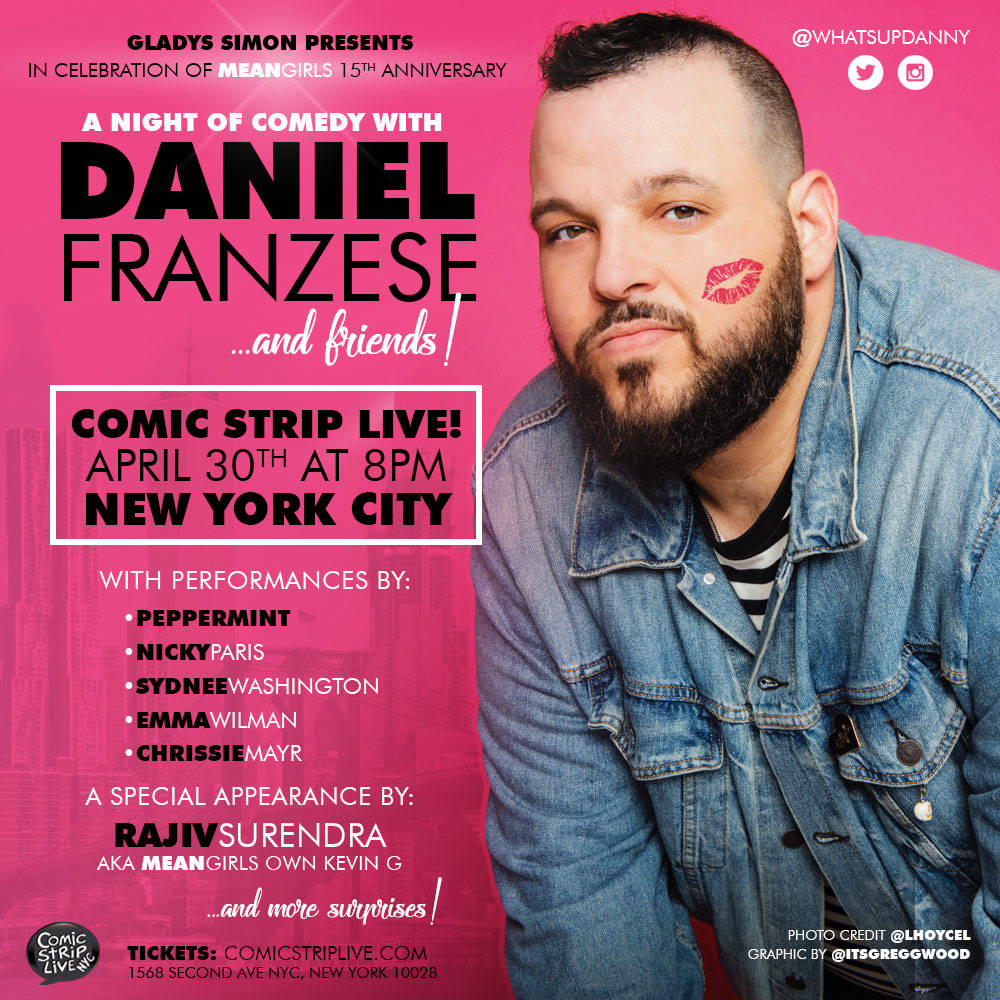 GLADYS SIMON PRESENTS
IN CELEBRATION OF MEANGIRLS 15TH ANNIVERSARY
@WHATSUPDANNY
A NIGHT OF COMEDY WITH
DANIEL
FRANZESE
...and friends!
COMIC STRIP LIVE!
APRIL 30TH AT 8PM
NEW YORK CITY
WITH PERFORMANCES BY:
•PEPPERMINT
•NICKYPARIS
•SYDNEEWASHINGTON
•EMMAWILMAN
•CHRISSIEMAYR
A SPECIAL APPEARANCE BY:
RAJIVSURENDRA
AKA MEANGIRLS OWN KEVIN G
...and more surprises!
COMIC
STRIP
LIVE NYC
TICKETS: COMICSTRIPLIVE.COM
1568 SECOND AVE NYC, NEW YORK 10028
PHOTO CREDIT @LHOYCEL
GRAPHIC BY @ITSGREGGWOOD